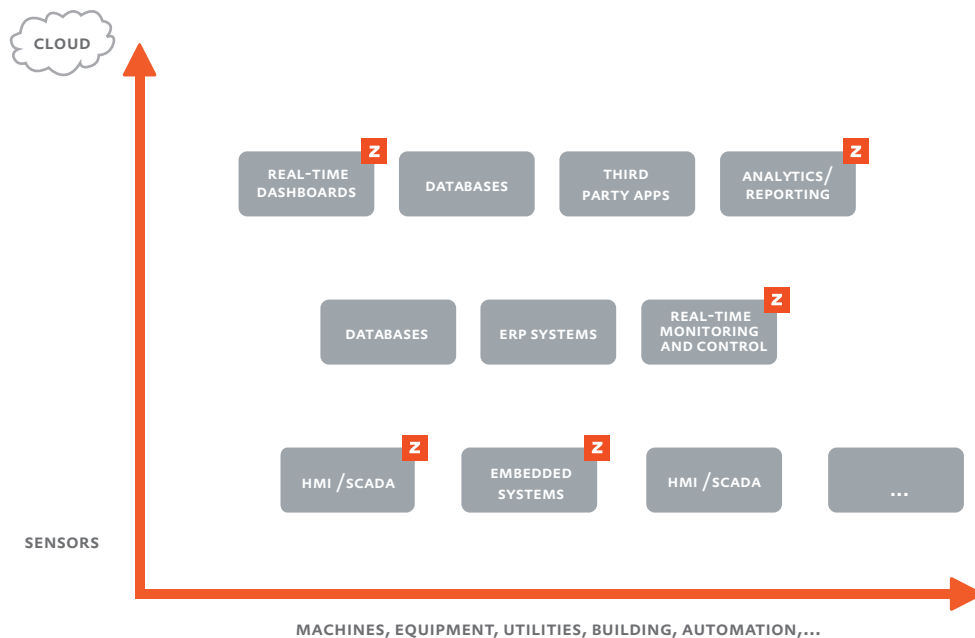 CLOUD
Z
Z
REAL-TIME
DASHBOARDS
DATABASES
THIRD
PARTY APPS
ANALYTICS/
REPORTING
Z
DATABASES
ERP SYSTEMS
REAL-TIME
MONITORING
AND CONTROL
Z
Z
HMI /SCADA
EMBEDDED
SYSTEMS
HMI /SCADA
...
SENSORS
MACHINES, EQUIPMENT, UTILITIES, BUILDING, AUTOMATION,...